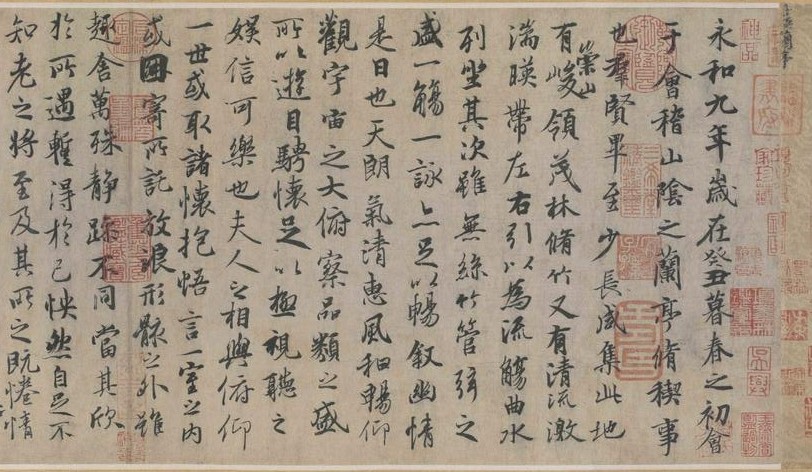 永和九年歲在癸丑暮春之初會
于會稽山陰之蘭亭脩稧事
也羣賢畢至少長咸集此地
有崇山峻領茂林脩竹又有清流激
湍暎帶左右引以為流觴曲水
列坐其次雖無絲竹管弦之
盛一觴一詠亦足以暢叙幽情
是日也天朗氣清惠風和暢仰
觀宇宙之大俯察品類之盛
所以遊目騁懷足以極視聽之
娛信可樂也夫人之相與俯仰
一世或取諸懷抱悟言一室之內
或因寄所託放浪形骸之外雖
趣舍萬殊静躁不同當其欣
於所遇蹔得於己怏然自足不
知老之將至及其所之既惓情
神品